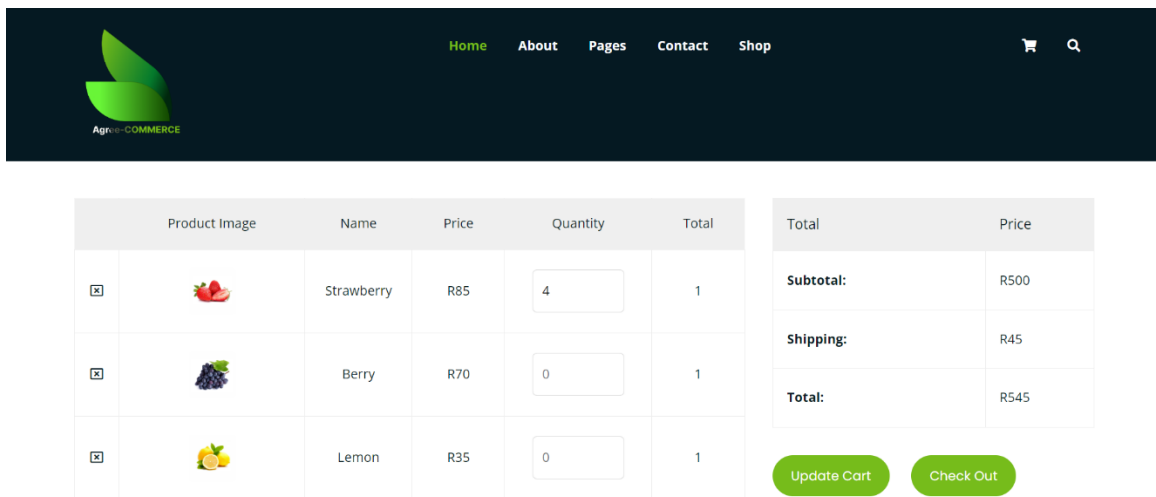 Home About Pages Contact Shop
Agree-COMMERCE
Product Image Name Price Quantity Total
Strawberry R85 4 1
Berry R70 0 1
Lemon R35 0 1
Total Price
Subtotal: R500
Shipping: R45
Total: R545
Update Cart Check Out